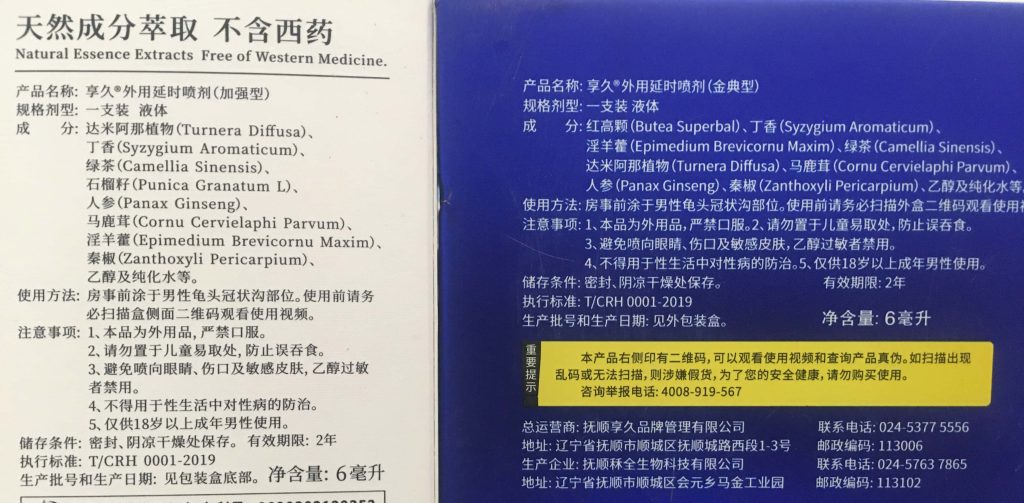 天然成分萃取 不含西药
Natural Essence Extracts Free of Western Medicine.
产品名称: 享久®外用延时喷剂(加强型)
规格剂型: 一支装 液体
成 分: 达米阿那植物(Turnera Diffusa)、
丁香(Syzygium Aromaticum)、
绿茶(Camellia Sinensis)、
石榴籽(Punica Granatum L)、
人参(Panax Ginseng)、
马鹿茸(Cornu Cervielaphi Parvum)、
淫羊藿(Epimedium Brevicornu Maxim)、
秦椒(Zanthoxyli Pericarpium)、
乙醇及纯化水等。
使用方法: 房事前涂于男性龟头冠状沟部位。使用前请务
必扫描盒侧面二维码观看使用视频。
注意事项: 1、本品为外用品,严禁口服。
2、请勿置于儿童易取处,防止误吞食。
3、避免喷向眼睛、伤口及敏感皮肤,乙醇过敏
者禁用。
4、不得用于性生活中对性病的防治。
5、仅供18岁以上成年男性使用。
储存条件: 密封、阴凉干燥处保存。 有效期限: 2年
执行标准: T/CRH 0001-2019
生产批号和生产日期: 见包装盒底部。 净含量: 6毫升
产品名称: 享久®外用延时喷剂(金典型)
规格剂型: 一支装 液体
成 分: 红高颗(Butea Superbal)、丁香(Syzygium Aromaticum)、
淫羊藿(Epimedium Brevicornu Maxim)、绿茶(Camellia Sinensis)、
达米阿那植物(Turnera Diffusa)、马鹿茸(Cornu Cervielaphi Parvum)、
人参(Panax Ginseng)、秦椒(Zanthoxyli Pericarpium)、乙醇及纯化水等
使用方法: 房事前涂于男性龟头冠状沟部位。使用前请务必扫描外盒二维码观看使用
注意事项: 1、本品为外用品,严禁口服。2、请勿置于儿童易取处,防止误吞食。
3、避免喷向眼睛、伤口及敏感皮肤,乙醇过敏者禁用。
4、不得用于性生活中对性病的防治。5、仅供18岁以上成年男性使用。
储存条件: 密封、阴凉干燥处保存。 有效期限: 2年
执行标准: T/CRH 0001-2019
生产批号和生产日期: 见外包装盒。 净含量: 6毫升
重要提示
本产品右侧印有二维码,可以观看使用视频和查询产品真伪。如扫描出现
乱码或无法扫描,则涉嫌假货,为了您的安全健康,请勿购买使用。
咨询举报电话: 4008-919-567
总运营商: 抚顺享久品牌管理有限公司 联系电话: 024-5377 5556
地址: 辽宁省抚顺市顺城区抚顺城路西段1-3号 邮政编码: 113006
生产企业: 抚顺秝全生物科技有限公司 联系电话: 024-5763 7865
地址: 辽宁省抚顺市顺城区会元乡马金工业园 邮政编码: 113102